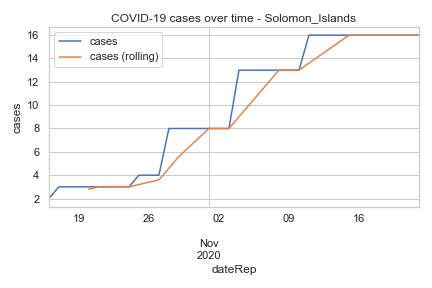 COVID-19 cases over time - Solomon_Islands
cases
cases (rolling)
cases
16
14
12
10
8
6
4
2
19
26
02
09
16
Nov
2020
dateRep